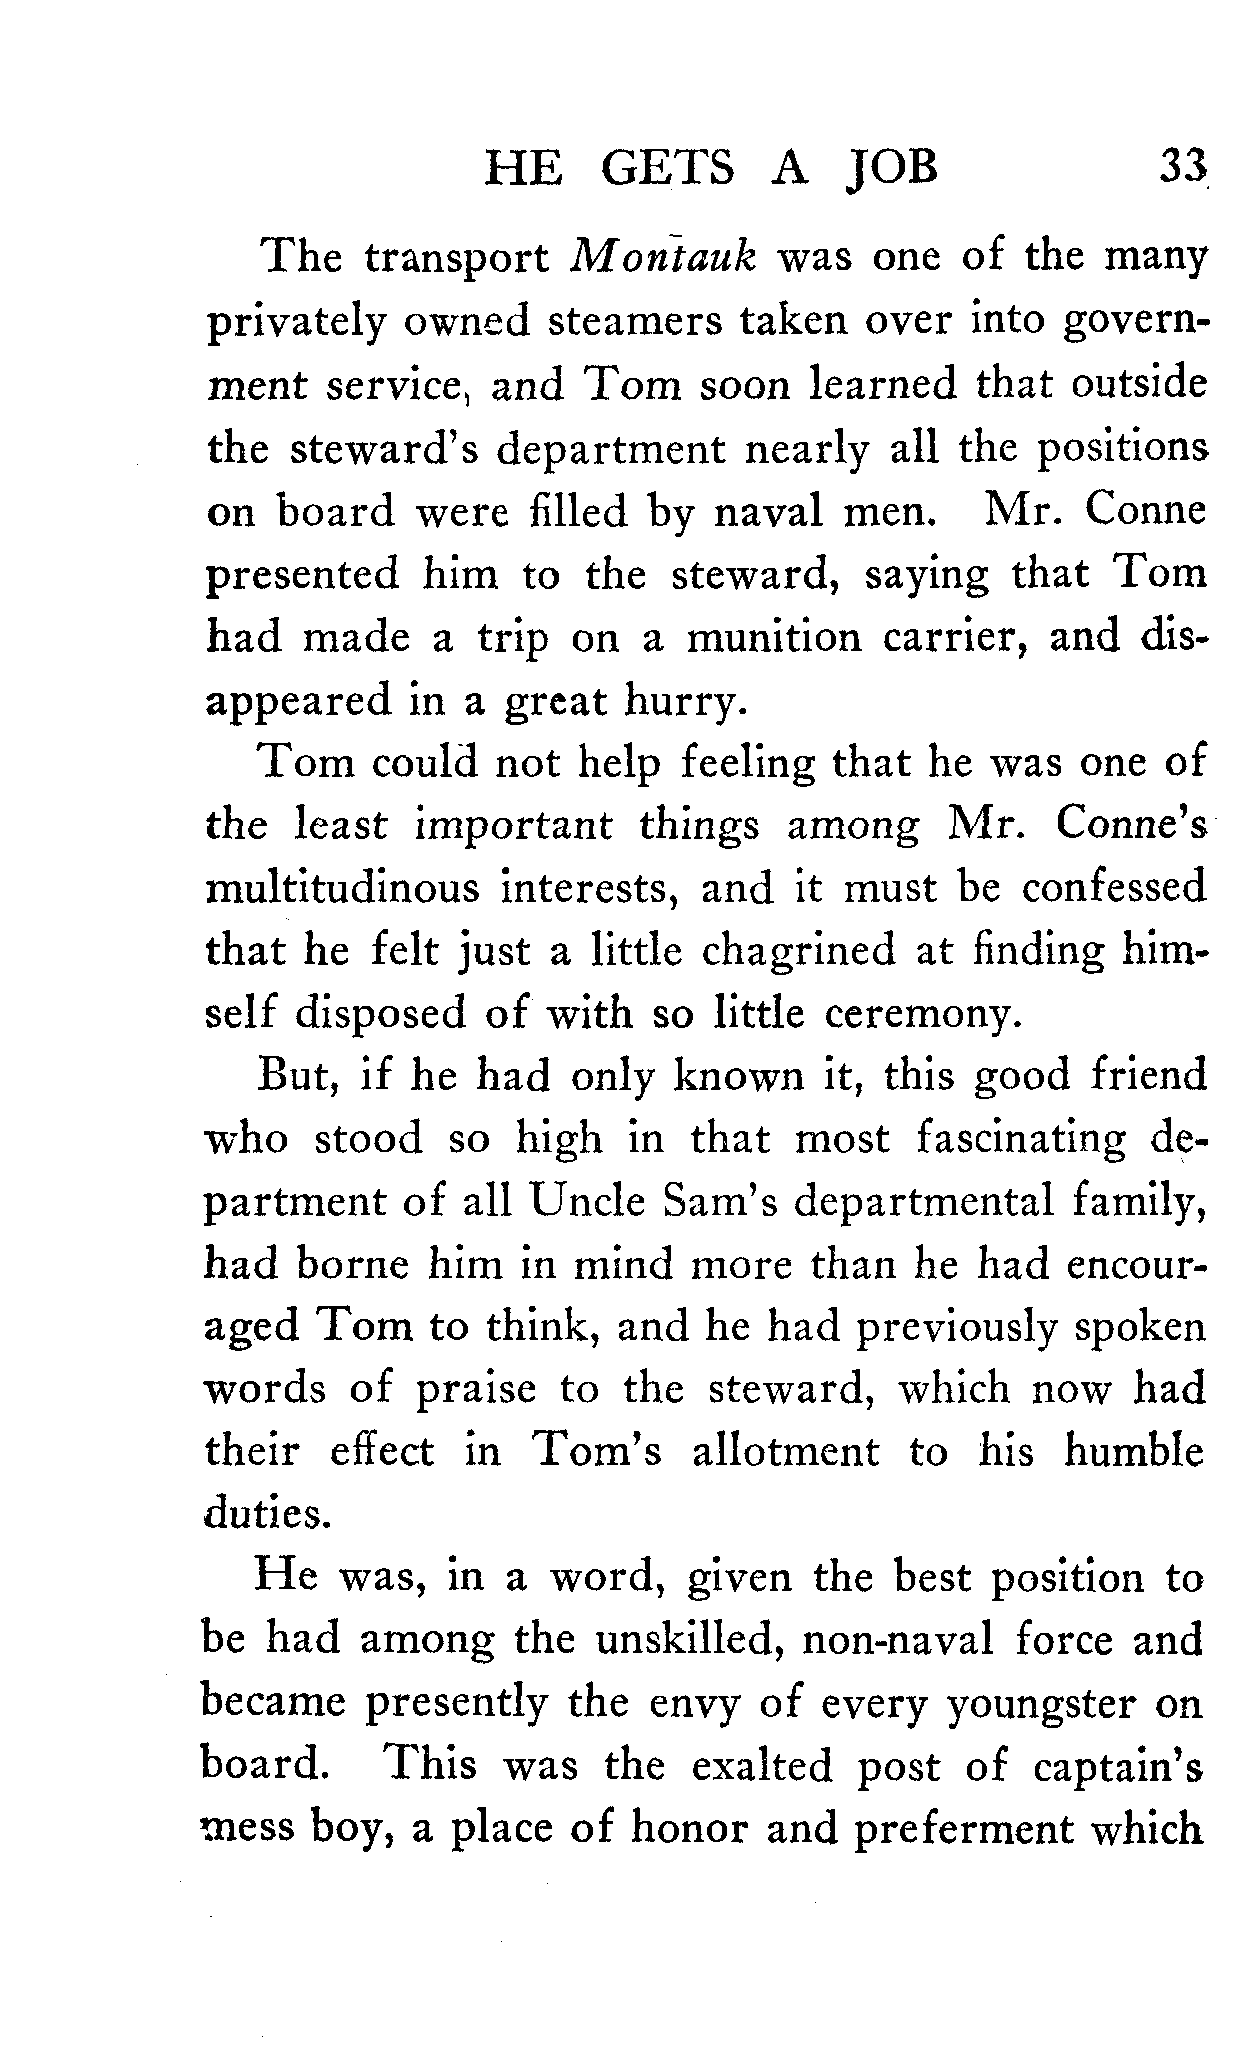 HE GETS A JOB 33
The transport Montauk was one of the many
privately owned steamers taken over into govern-
ment service, and Tom soon learned that outside
the steward's department nearly all the positions
on board were filled by naval men. Mr. Conne
presented him to the steward, saying that Tom
had made a trip on a munition carrier, and dis-
appeared in a great hurry.
Tom could not help feeling that he was one of
the least important things among Mr. Conne's
multitudinous interests, and it must be confessed
that he felt just a little chagrined at finding him-
self disposed of with so little ceremony.
But, if he had only known it, this good friend
who stood so high in that most fascinating de-
partment of all Uncle Sam's departmental family,
had borne him in mind more than he had encour-
aged Tom to think, and he had previously spoken
words of praise to the steward, which now had
their effect in Tom's allotment to his humble
duties.
He was, in a word, given the best position to
be had among the unskilled, non-naval force and
became presently the envy of every youngster on
board. This was the exalted post of captain's
mess boy, a place of honor and preferment which